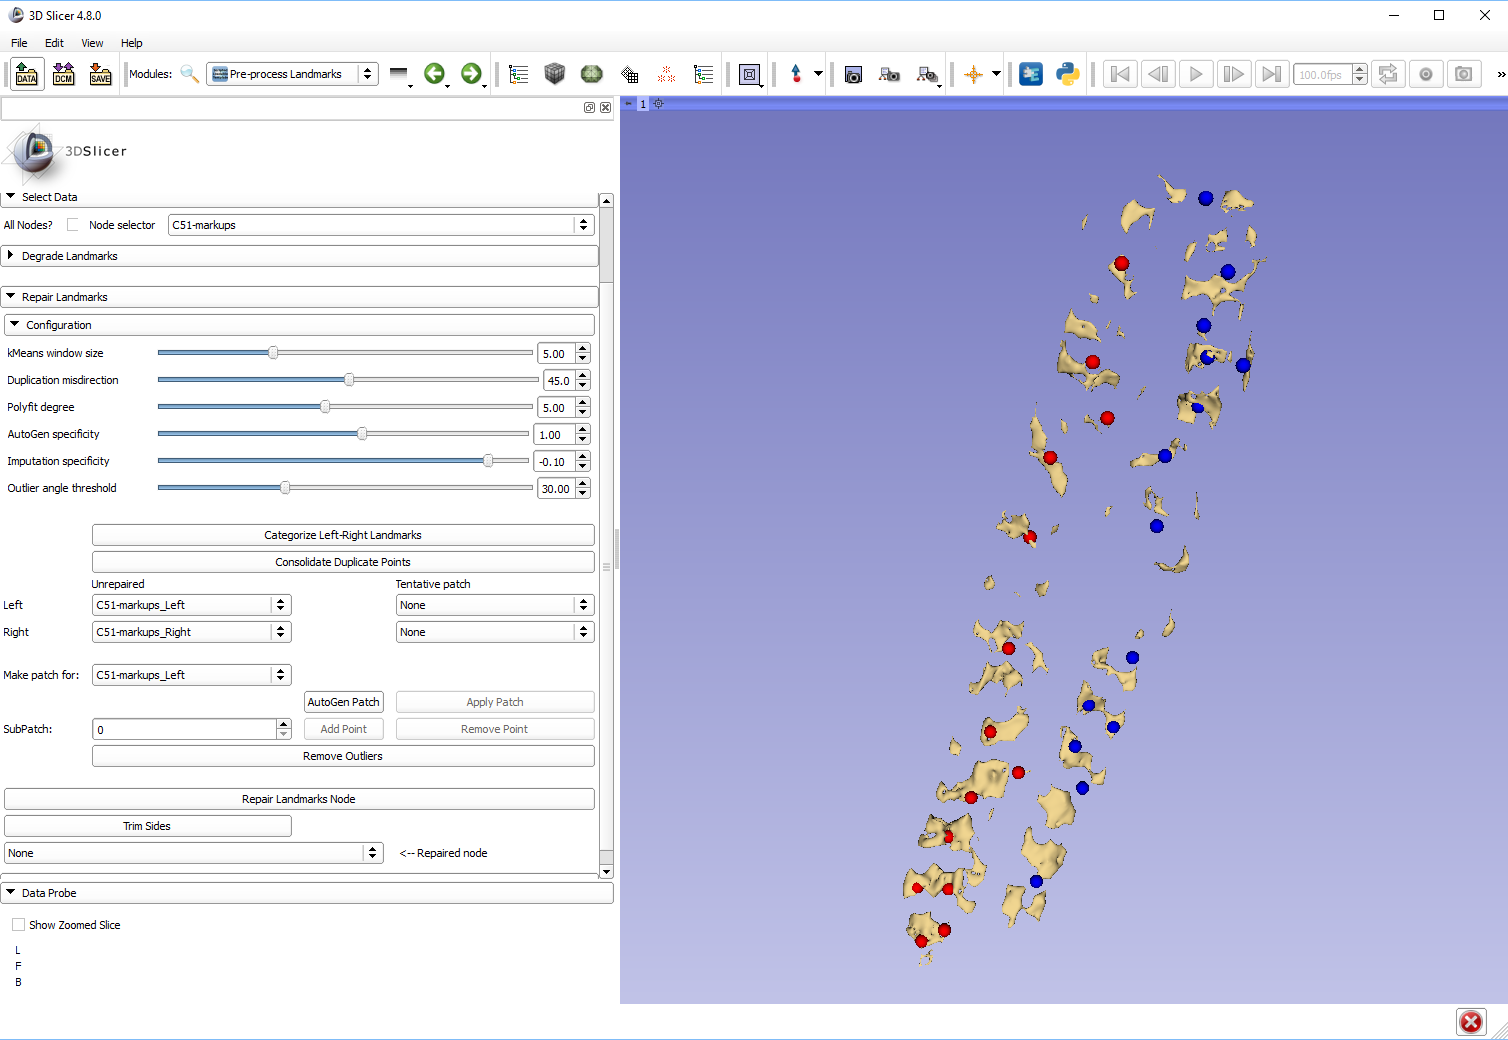 3D Slicer 4.8.0
File Edit View Help
DATA DCM SAVE Modules: Pre-process Landmarks 100.0fps »
1
3DSlicer
Select Data
All Nodes? Node selector C51-markups
Degrade Landmarks
Repair Landmarks
Configuration
kMeans window size 5.00
Duplication misdirection 45.0
Polyfit degree 5.00
AutoGen specificity 1.00
Imputation specificity -0.10
Outlier angle threshold 30.00
Categorize Left-Right Landmarks
Consolidate Duplicate Points
Unrepaired Tentative patch
Left C51-markups_Left None
Right C51-markups_Right None
Make patch for: C51-markups_Left
AutoGen Patch Apply Patch
SubPatch: 0 Add Point Remove Point
Remove Outliers
Repair Landmarks Node
Trim Sides
None <-- Repaired node
Data Probe
Show Zoomed Slice
L
F
B